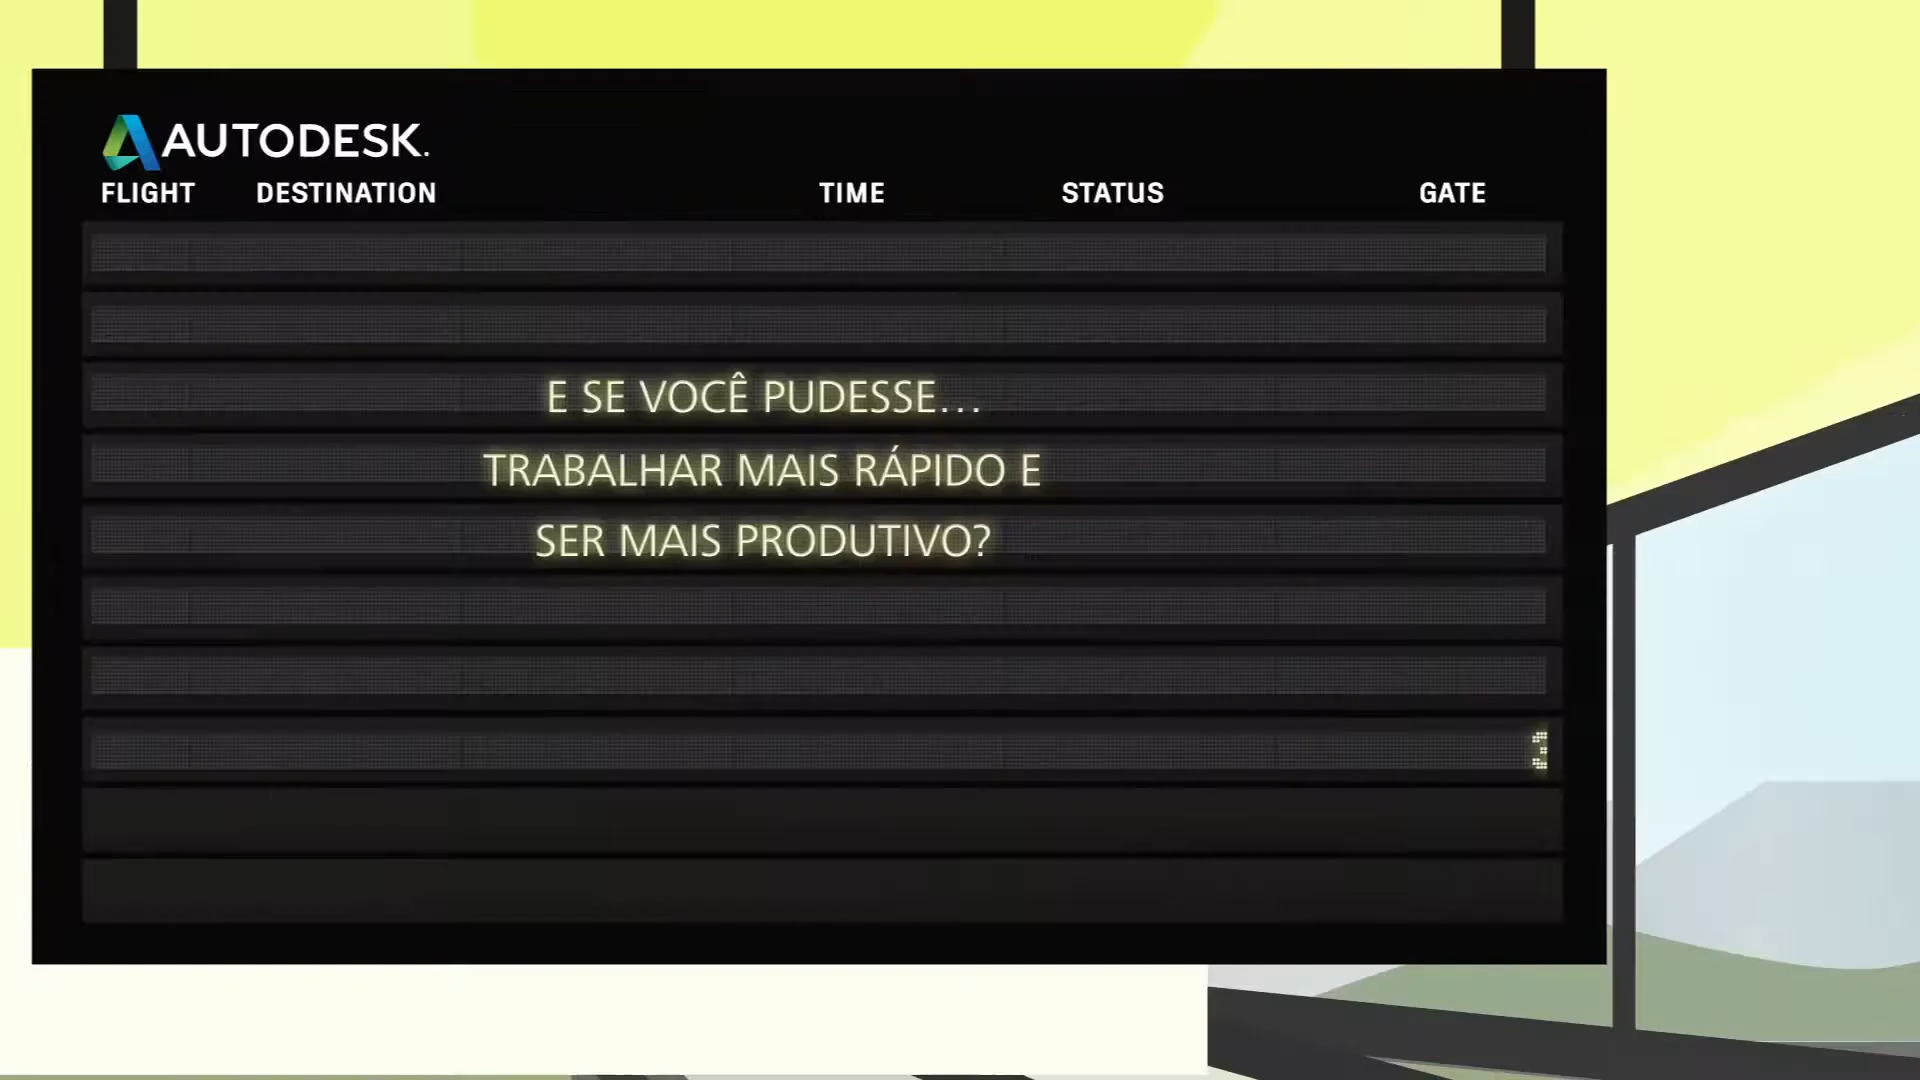 AUTODESK.
FLIGHT DESTINATION TIME STATUS GATE
E SE VOCÊ PUDESSE...
TRABALHAR MAIS RÁPIDO E
SER MAIS PRODUTIVO?